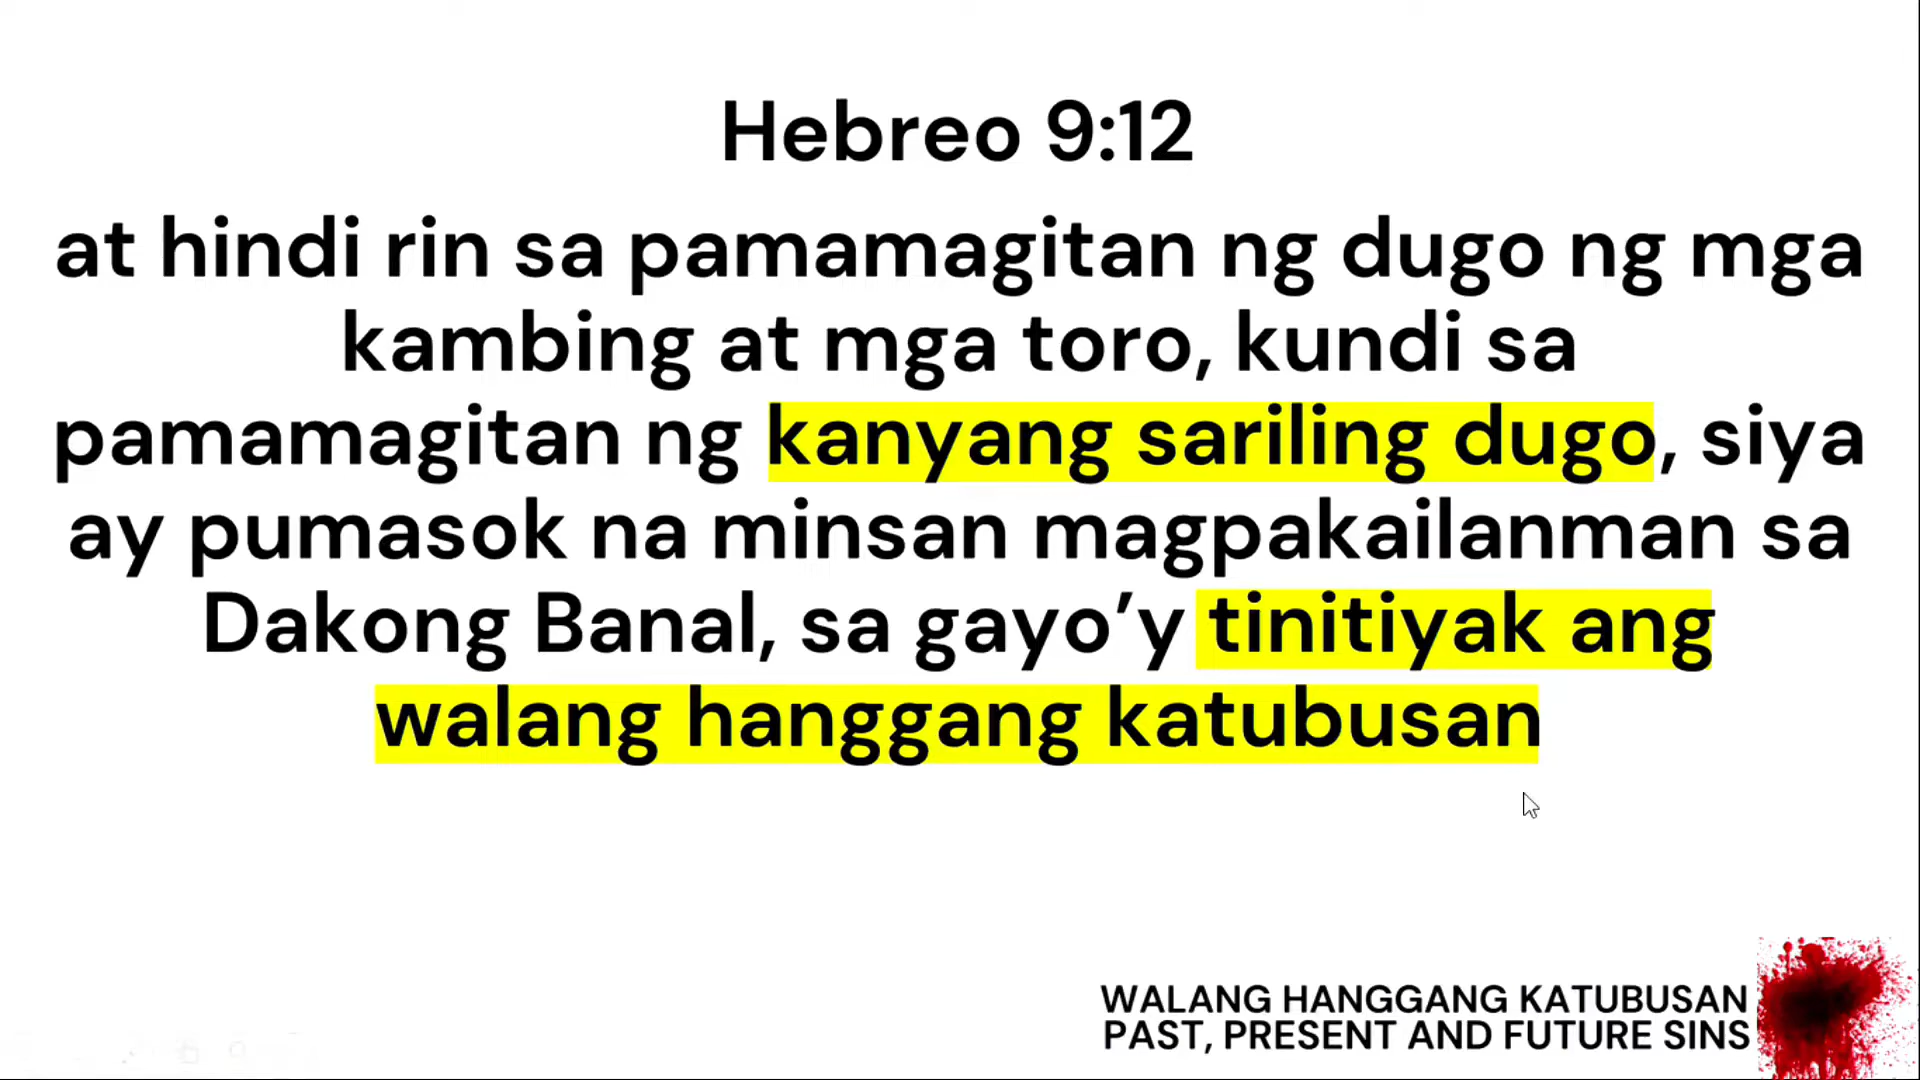 Hebreo 9:12
at hindi rin sa pamamagitan ng dugo ng mga
kambing at mga toro, kundi sa
pamamagitan ng kanyang sariling dugo, siya
ay pumasok na minsan magpakailanman sa
Dakong Banal, sa gayo’y tinitiyak ang
walang hanggang katubusan
WALANG HANGGANG KATUBUSAN
PAST, PRESENT AND FUTURE SINS